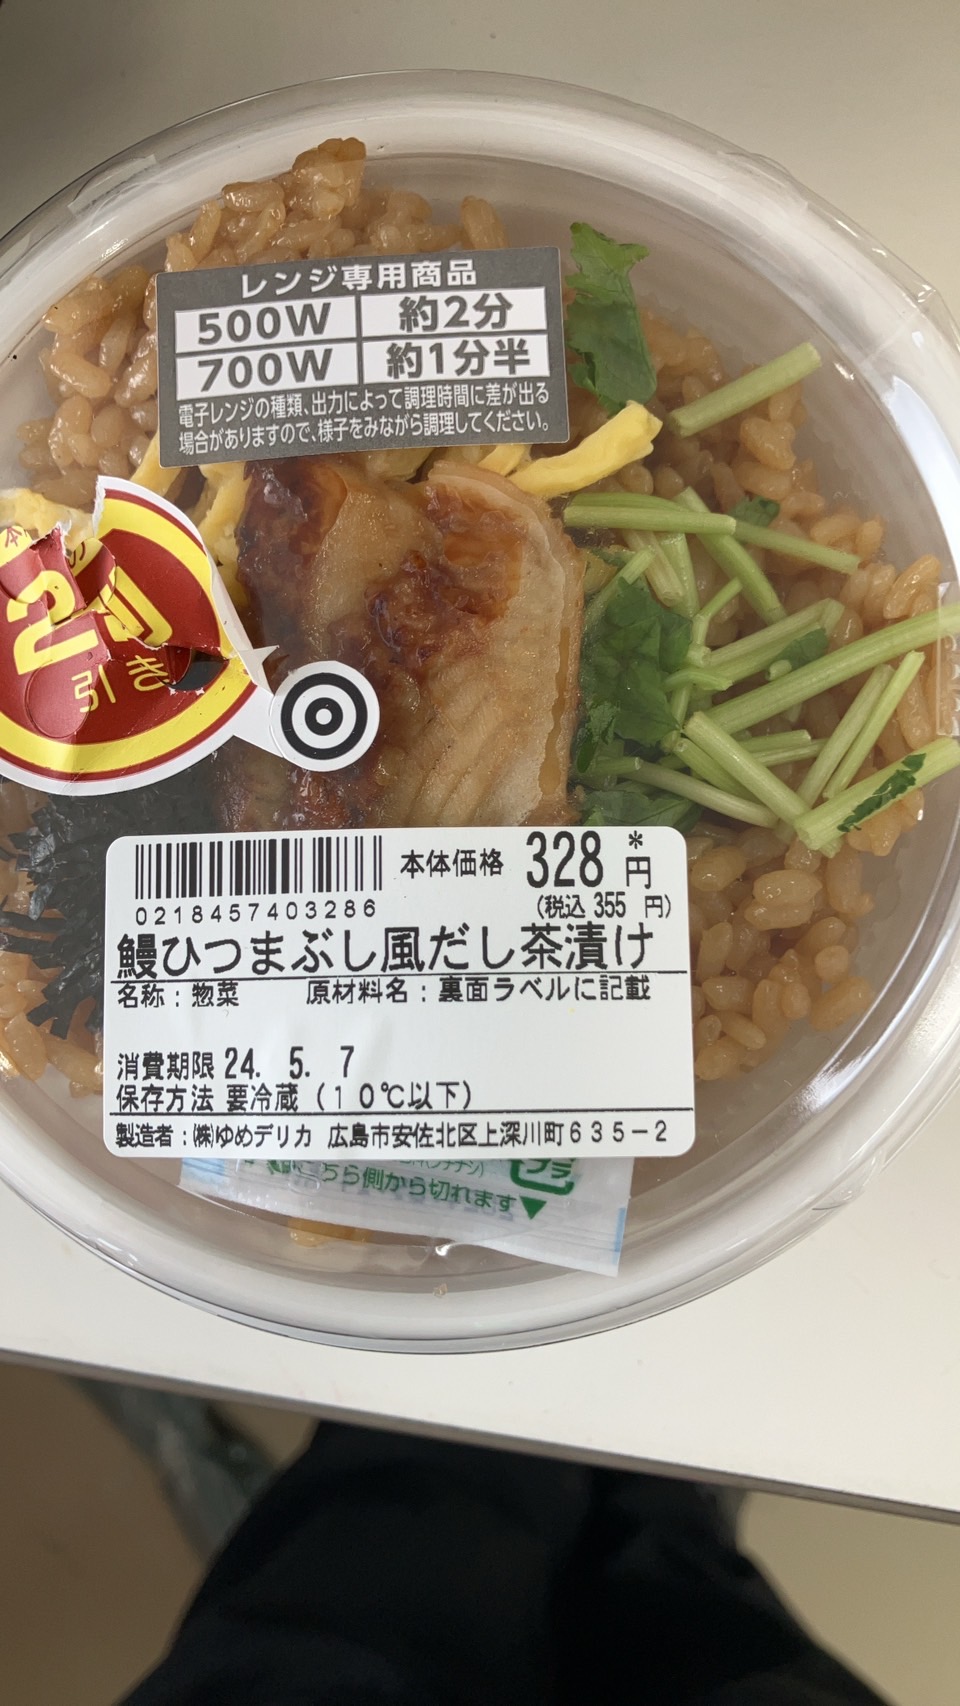 レンジ専用商品
500W 約2分
700W 約1分半
電子レンジの種類、出力によって調理時間に差が出る
場合がありますので、様子をみながら調理してください。
本
2割
引き
本体価格 328*円
0218457403286
(税込 355 円)
鰻ひつまぶし風だし茶漬け
名称:惣菜 原材料名:裏面ラベルに記載
消費期限 24. 5. 7
保存方法 要冷蔵(10℃以下)
製造者:㈱ゆめデリカ 広島市安佐北区上深川町635-2
プラ
ちら側から切れます